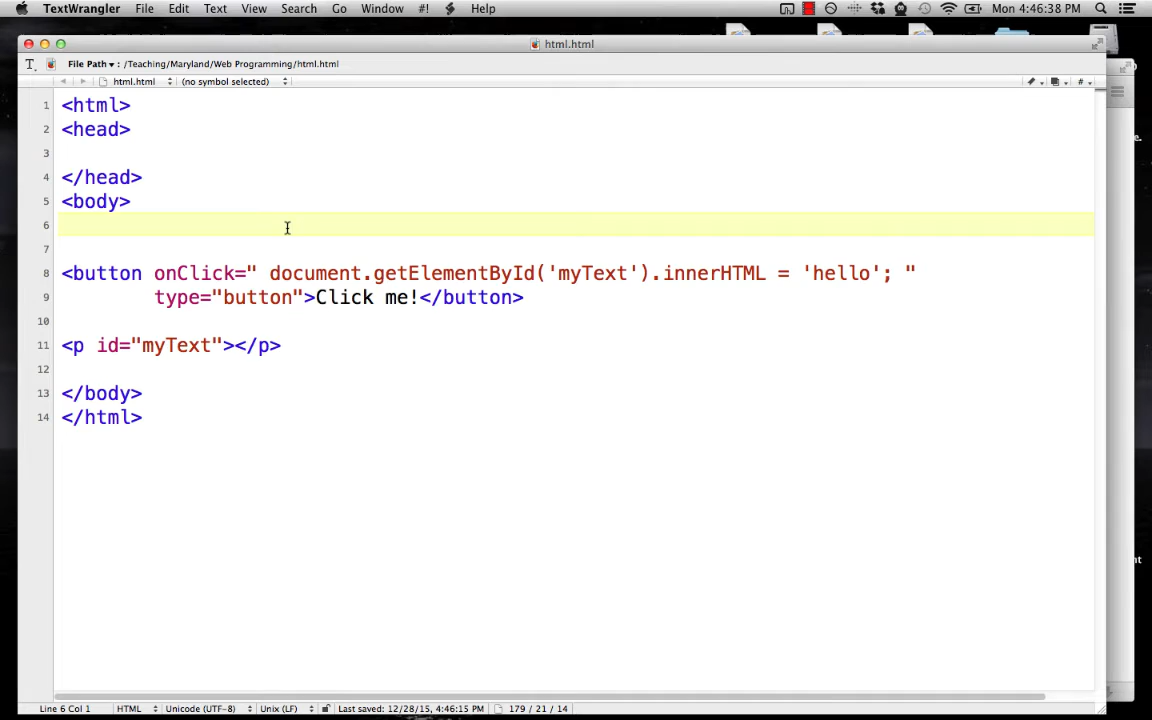 TextWrangler File Edit Text View Search Go Window #! Help Mon 4:46:38 PM
html.html
File Path ▾ : /Teaching/Maryland/Web Programming/html.html
html.html (no symbol selected) #
1 <html>
2 <head>
3
4 </head>
5 <body>
6
7
8 <button onClick=" document.getElementById('myText').innerHTML = 'hello'; "
9 type="button">Click me!</button>
10
11 <p id="myText"></p>
12
13 </body>
14 </html>
Line 6 Col 1 HTML Unicode (UTF-8) Unix (LF) Last saved: 12/28/15, 4:46:15 PM 179 / 21 / 14